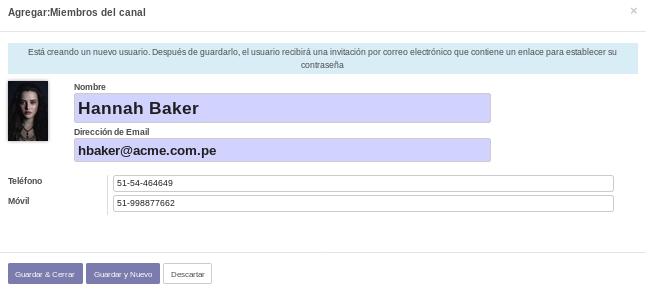 Agregar:Miembros del canal
×
Está creando un nuevo usuario. Después de guardarlo, el usuario recibirá una invitación por correo electrónico que contiene un enlace para establecer su
contraseña
Nombre
Hannah Baker
Dirección de Email
hbaker@acme.com.pe
Teléfono
51-54-464649
Móvil
51-998877662
Guardar & Cerrar
Guardar y Nuevo
Descartar